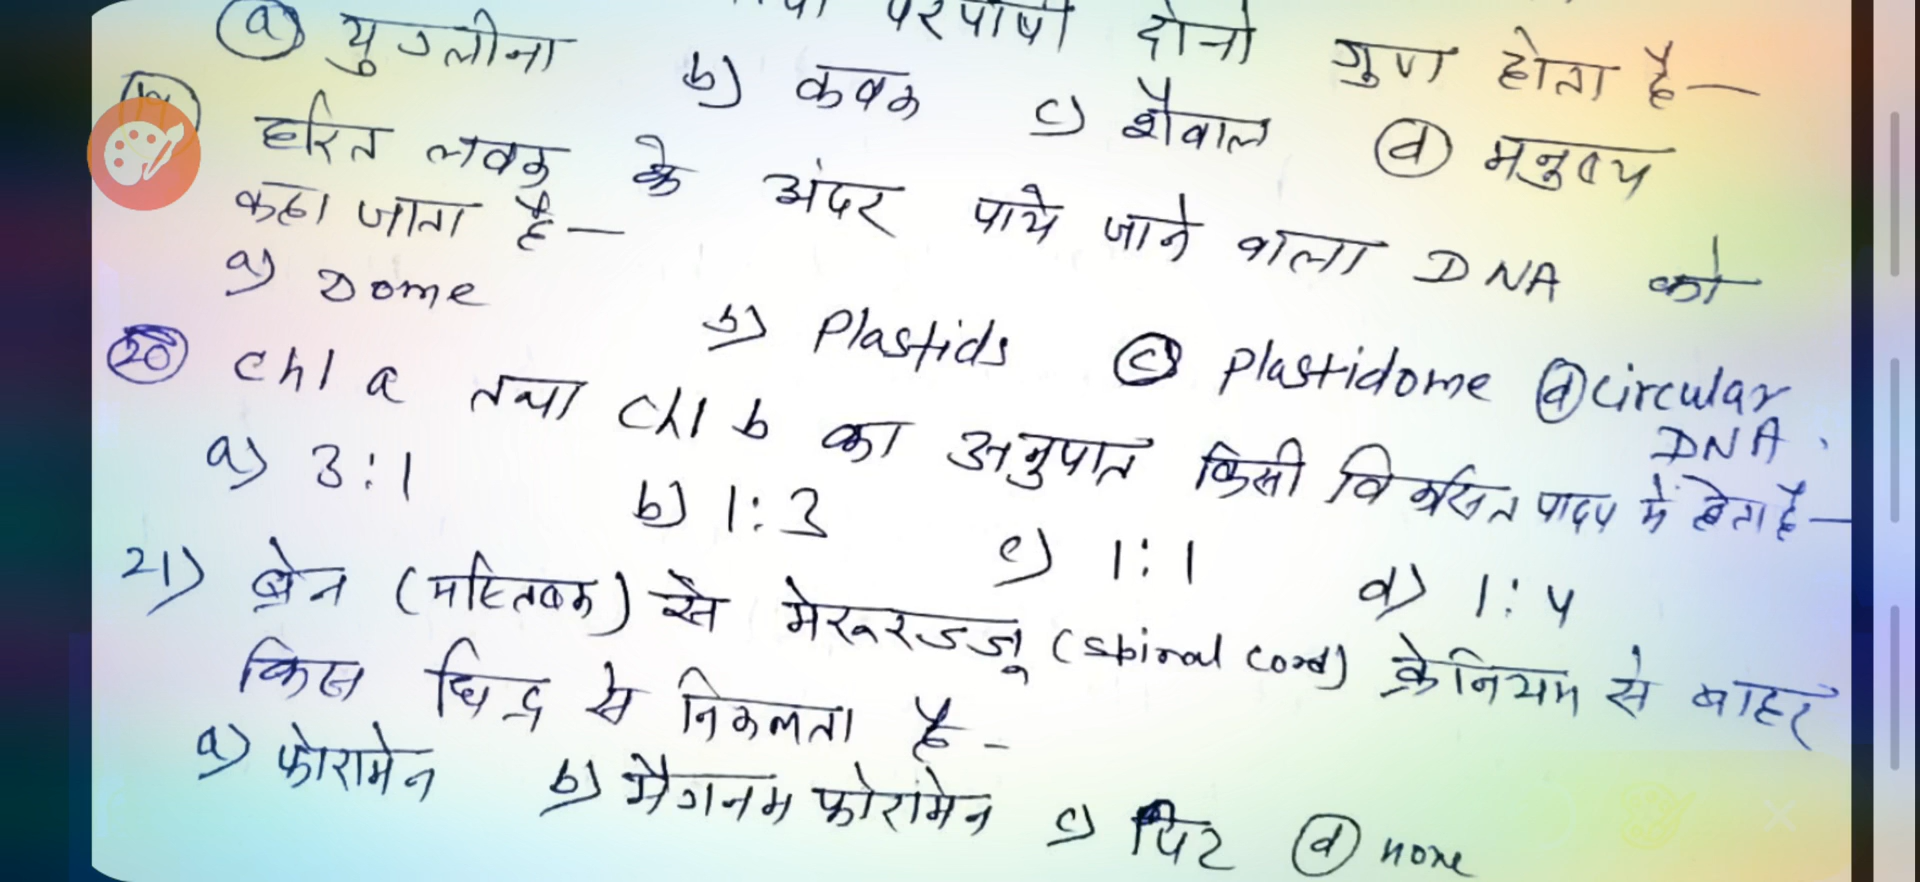 परपोषी दोनों गुण होता है—
(a) युग्लीना b) कवक c) शैवाल (d) मनुष्य
हरित लवक के अंदर पाये जाने वाला DNA को
कहा जाता है—
a) Dome b) Plastids (c) Plastidome (d) circular DNA.
(20) chl a तथा chl b का अनुपात किसी विकसित पादप में होता है—
a) 3:1 b) 1:3 c) 1:1 d) 1:4
21) ब्रेन (मस्तिष्क) से मेरूरज्जू (spinal cord) क्रेनियम से बाहर
किस छिद्र से निकलता है-
a) फोरामेन b) मैगनम फोरामेन c) पिट (d) none